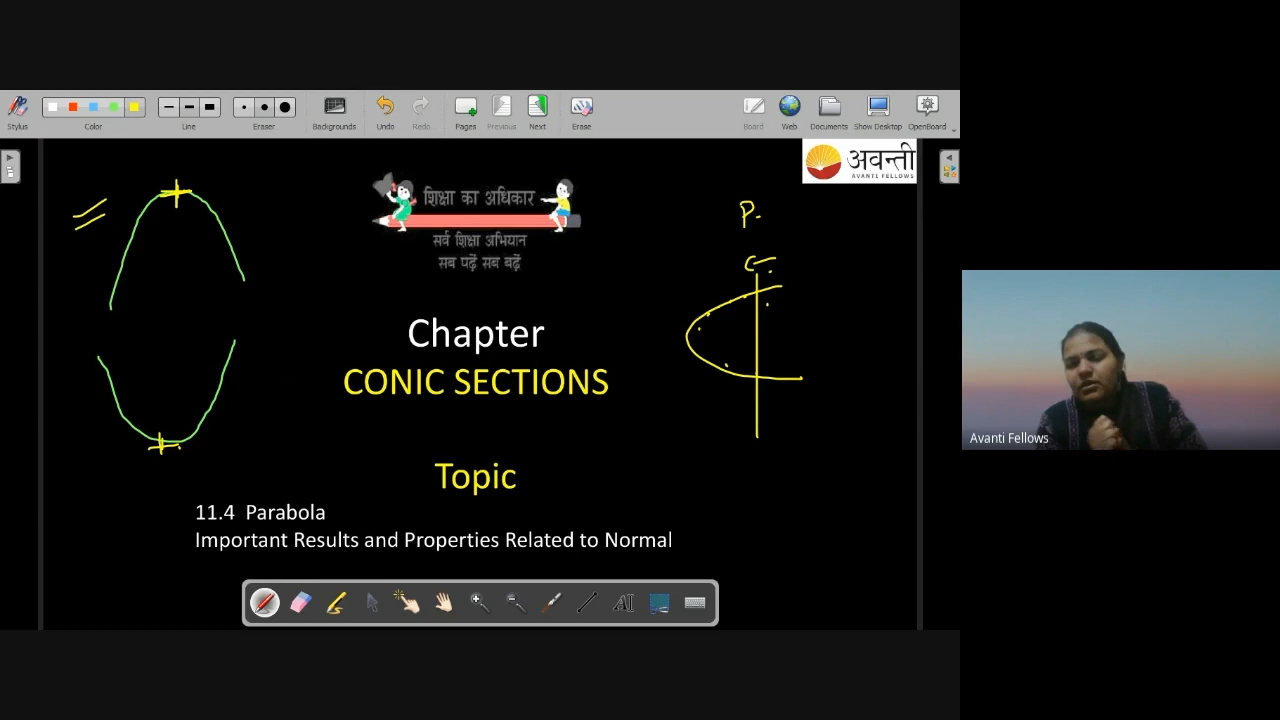 Stylus
Color
Line
Eraser
Backgrounds
Undo
Redo
Pages
Previous
Next
Erase
Board
Web
Documents
Show Desktop
OpenBoard
अवन्ती
AVANTI FELLOWS
शिक्षा का अधिकार
सर्व शिक्षा अभियान
सब पढ़ें सब बढ़ें
P.
Chapter
CONIC SECTIONS
Topic
11.4 Parabola
Important Results and Properties Related to Normal
Avanti Fellows